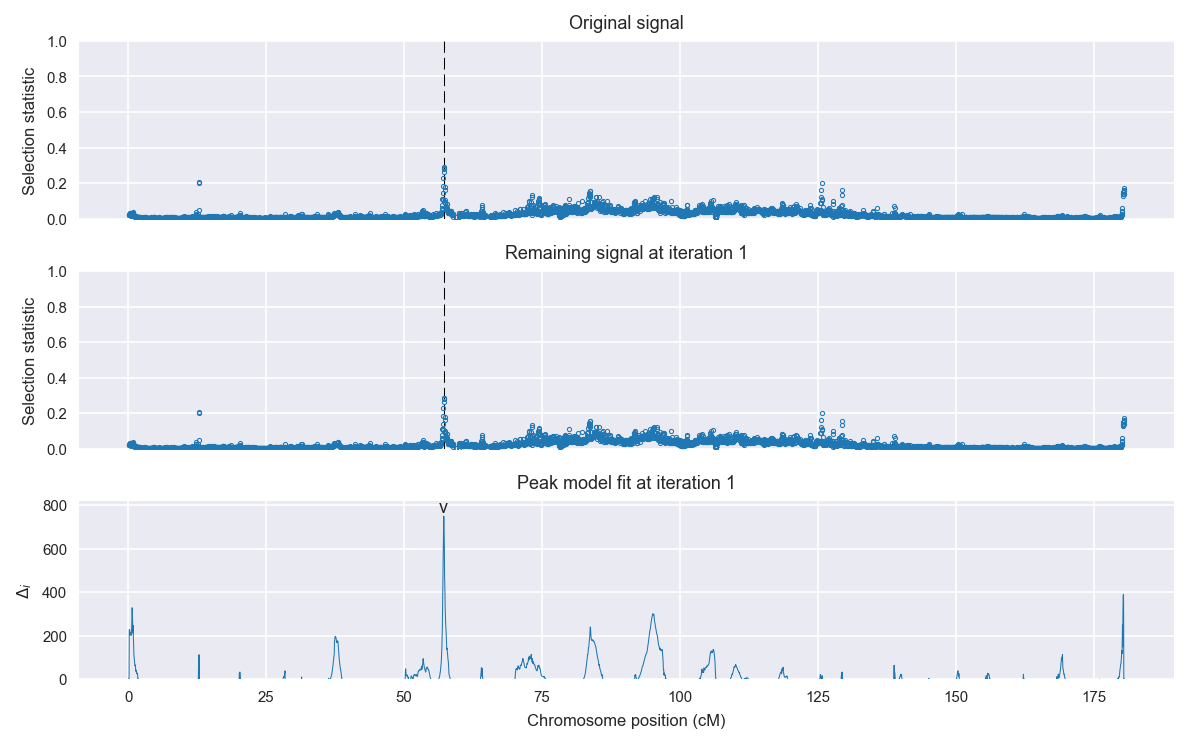 Original signal
1.0
0.8
0.6
0.4
0.2
0.0
Selection statistic
Remaining signal at iteration 1
1.0
0.8
0.6
0.4
0.2
0.0
Selection statistic
Peak model fit at iteration 1
800
600
400
200
0
Δi
v
0 25 50 75 100 125 150 175
Chromosome position (cM)